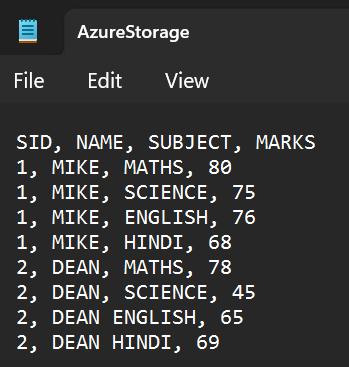 AzureStorage
File Edit View
SID, NAME, SUBJECT, MARKS
1, MIKE, MATHS, 80
1, MIKE, SCIENCE, 75
1, MIKE, ENGLISH, 76
1, MIKE, HINDI, 68
2, DEAN, MATHS, 78
2, DEAN, SCIENCE, 45
2, DEAN ENGLISH, 65
2, DEAN HINDI, 69